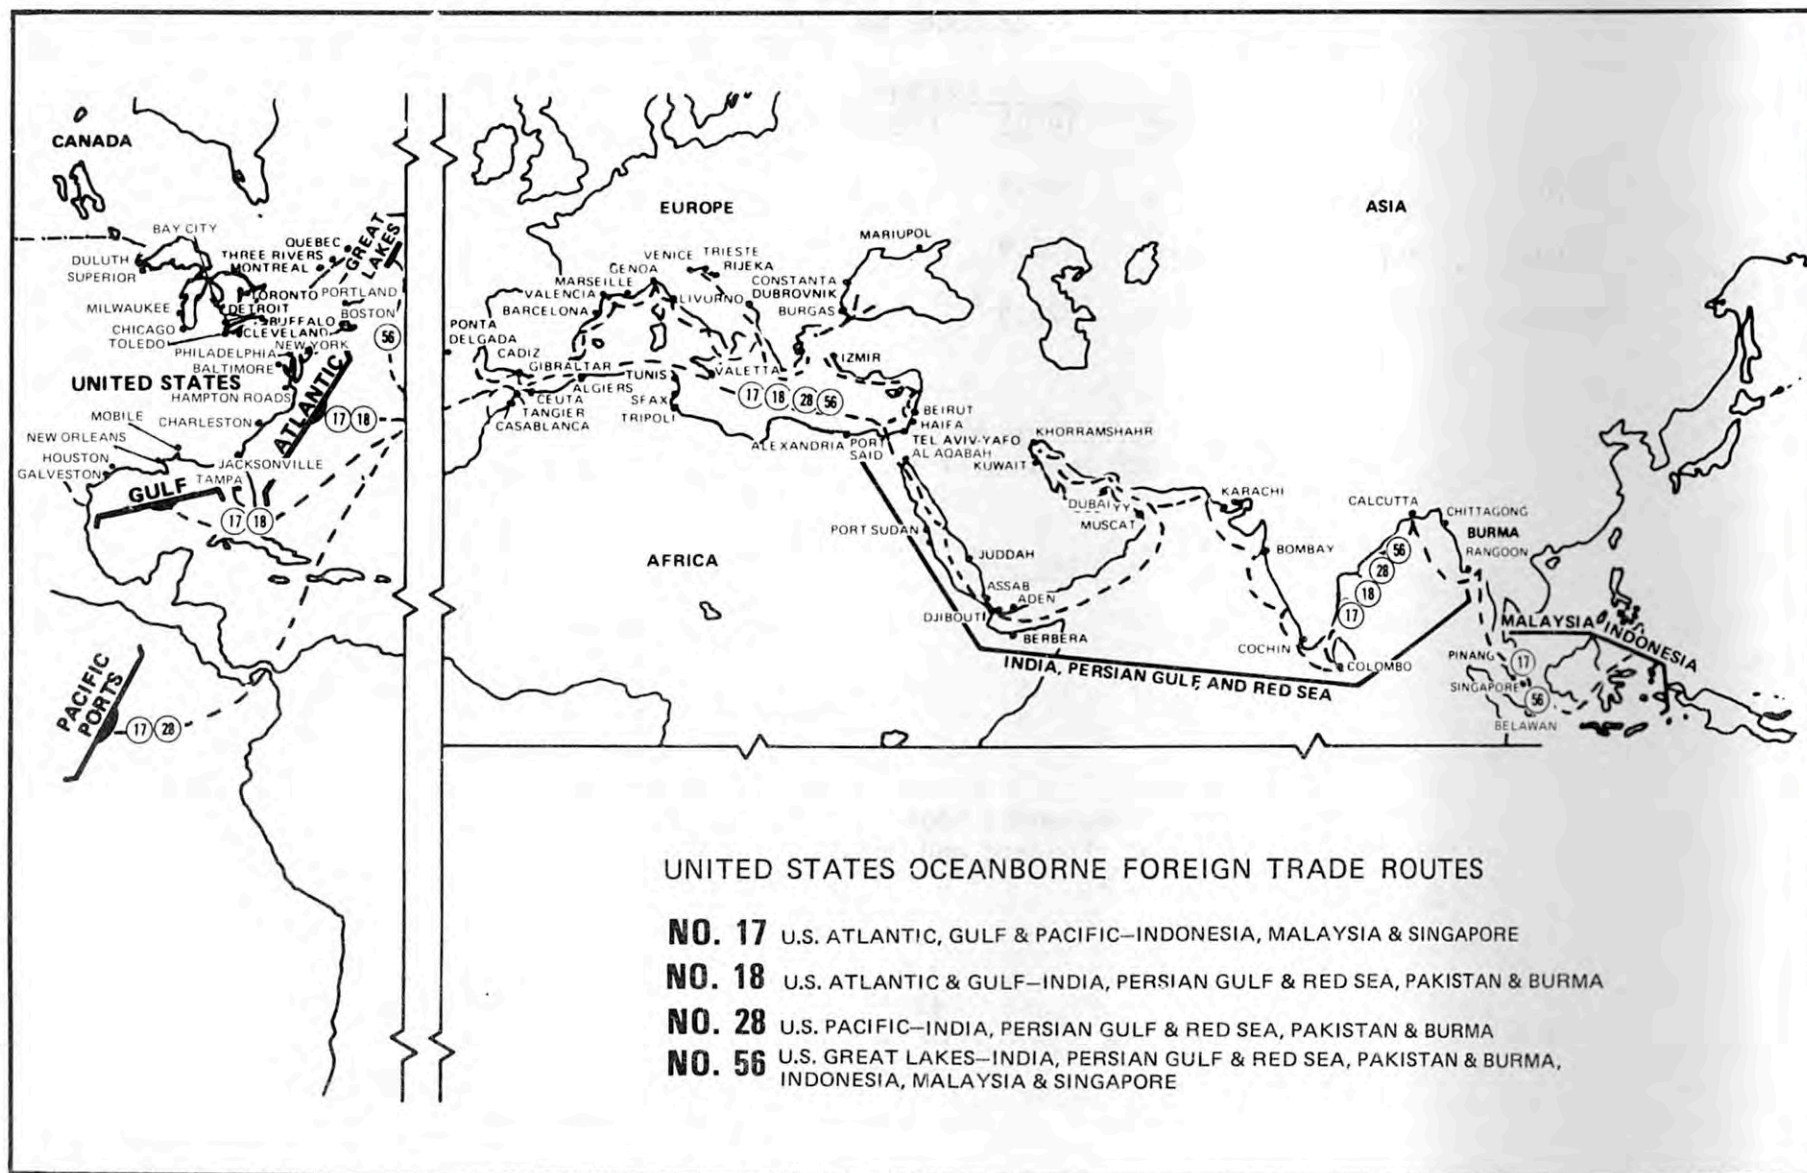 CANADA
BAY CITY
DULUTH
SUPERIOR
MILWAUKEE
CHICAGO
TOLEDO
QUEBEC
THREE RIVERS
MONTREAL
GREAT
LAKES
TORONTO
PORTLAND
DETROIT
BOSTON
BUFFALO
CLEVELAND
NEW YORK
PHILADELPHIA
BALTIMORE
UNITED STATES
HAMPTON ROADS
MOBILE
CHARLESTON
NEW ORLEANS
HOUSTON
GALVESTON
JACKSONVILLE
TAMPA
GULF
ATLANTIC
56
17 18
17 18
PACIFIC
PORTS
17 28
EUROPE
ASIA
AFRICA
MARIUPOL
VENICE
TRIESTE
RIJEKA
GENOA
MARSEILLE
VALENCIA
BARCELONA
LIVURNO
CONSTANTA
DUBROVNIK
BURGAS
PONTA
DELGADA
CADIZ
GIBRALTAR
ALGIERS
CEUTA
TANGIER
CASABLANCA
TUNIS
SFAX
TRIPOLI
VALETTA
IZMIR
17 18 28 56
BEIRUT
HAIFA
TEL AVIV-YAFO
AL AQABAH
ALEXANDRIA
PORT
SAID
KHORRAMSHAHR
KUWAIT
DUBAI YY
MUSCAT
KARACHI
PORT SUDAN
JUDDAH
ASSAB
ADEN
DJIBOUTI
BERBERA
BOMBAY
COCHIN
COLOMBO
CALCUTTA
CHITTAGONG
BURMA
RANGOON
56
28
18
17
INDIA, PERSIAN GULF, AND RED SEA
MALAYSIA INDONESIA
PINANG
17
SINGAPORE
56
BELAWAN
UNITED STATES OCEANBORNE FOREIGN TRADE ROUTES
NO. 17 U.S. ATLANTIC, GULF & PACIFIC–INDONESIA, MALAYSIA & SINGAPORE
NO. 18 U.S. ATLANTIC & GULF–INDIA, PERSIAN GULF & RED SEA, PAKISTAN & BURMA
NO. 28 U.S. PACIFIC–INDIA, PERSIAN GULF & RED SEA, PAKISTAN & BURMA
NO. 56 U.S. GREAT LAKES–INDIA, PERSIAN GULF & RED SEA, PAKISTAN & BURMA,
INDONESIA, MALAYSIA & SINGAPORE